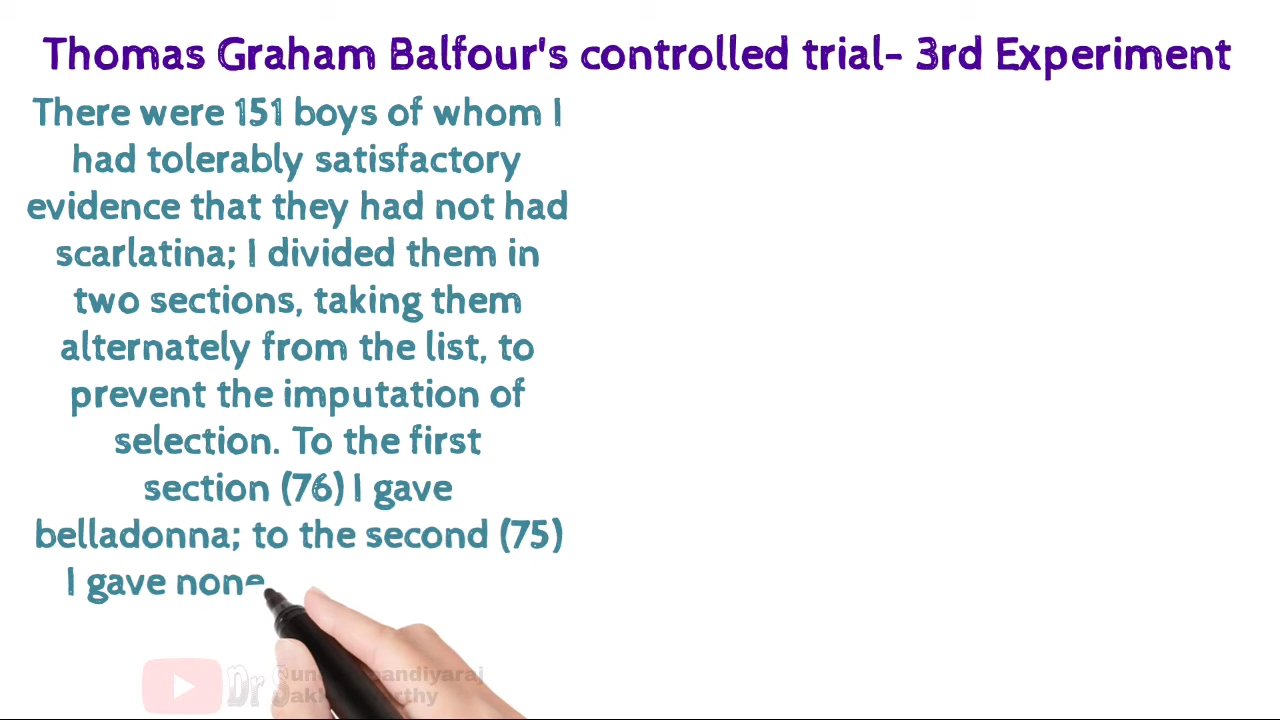 Thomas Graham Balfour's controlled trial- 3rd Experiment
There were 151 boys of whom I
had tolerably satisfactory
evidence that they had not had
scarlatina; I divided them in
two sections, taking them
alternately from the list, to
prevent the imputation of
selection. To the first
section (76) I gave
belladonna; to the second (75)
I gave none
Dr